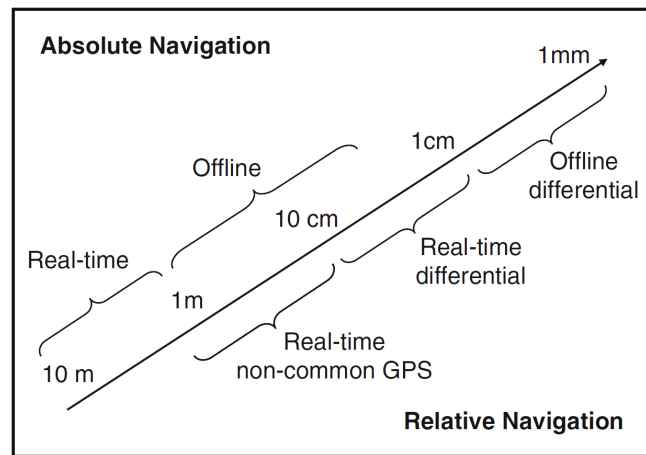 Absolute Navigation
1mm
1cm
Offline
Offline
differential
10 cm
Real-time
Real-time
differential
1m
Real-time
non-common GPS
10 m
Relative Navigation